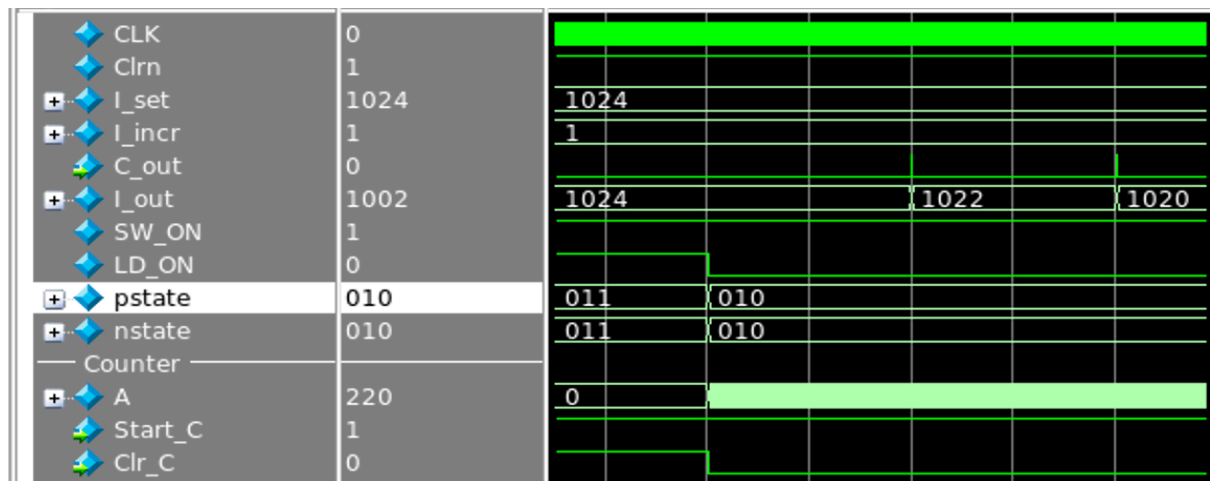 CLK 0
Clrn 1
I_set 1024 1024
I_incr 1 1
C_out 0
I_out 1002 1024 1022 1020
SW_ON 1
LD_ON 0
pstate 010 011 010
nstate 010 011 010
Counter
A 220 0
Start_C 1
Clr_C 0